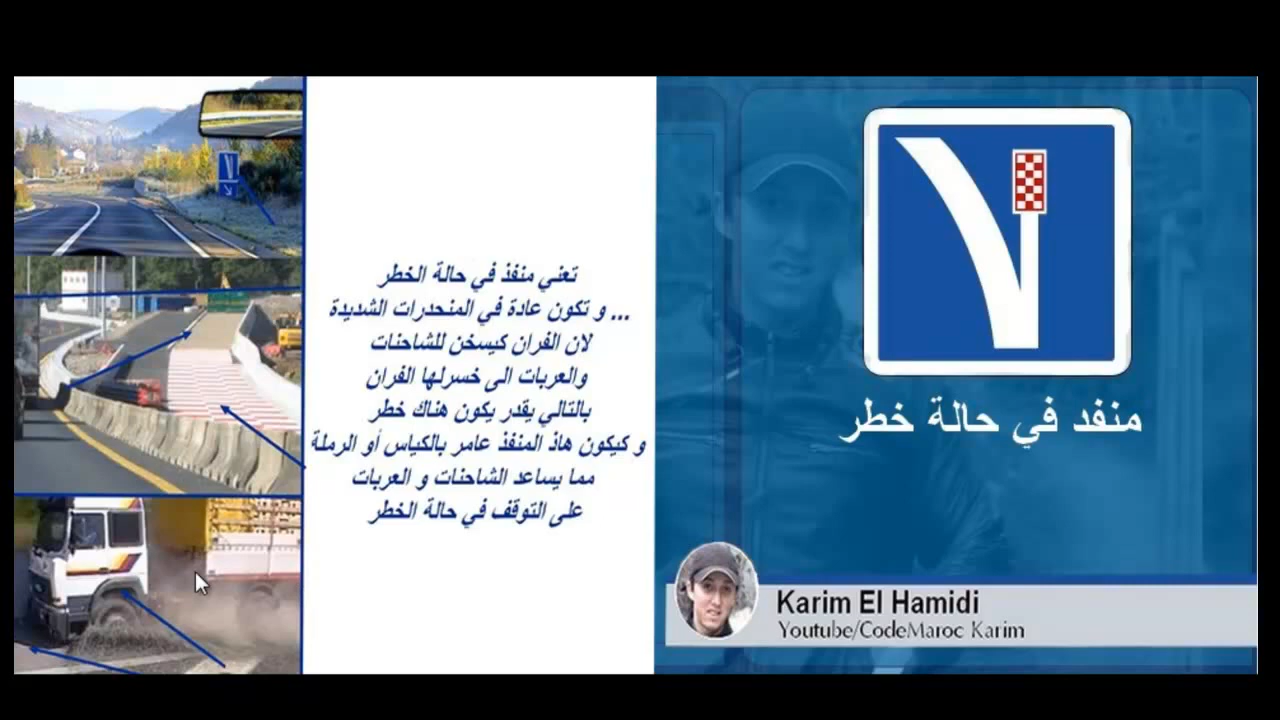 تعني منفذ في حالة الخطر
... و تكون عادة في المنحدرات الشديدة
لان الفران كيسخن للشاحنات
والعربات الى خسرلها الفران
بالتالي يقدر يكون هناك خطر
و كيكون هاذ المنفذ عامر بالكياس أو الرملة
مما يساعد الشاحنات و العربات
على التوقف في حالة الخطر
منفد في حالة خطر
Karim El Hamidi
Youtube/CodeMaroc Karim